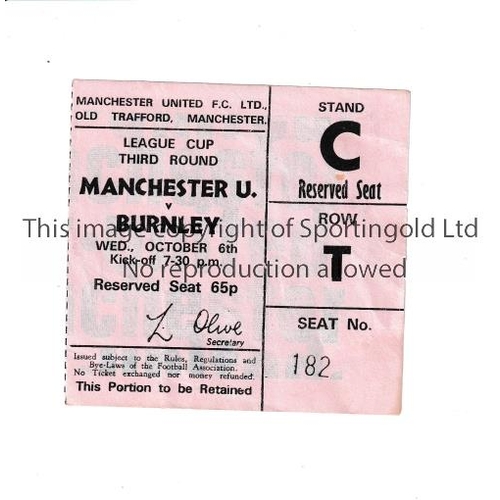 MANCHESTER UNITED F.C. LTD.,
OLD TRAFFORD, MANCHESTER.
LEAGUE CUP
THIRD ROUND
MANCHESTER U.
v
BURNLEY
WED., OCTOBER 6th
Kick-off 7-30 p.m.
Reserved Seat 65p
L. Olive
Secretary
Issued subject to the Rules, Regulations and
Bye-Laws of the Football Association.
No Ticket exchanged nor money refunded.
This Portion to be Retained
STAND
C
Reserved Seat
ROW
T
SEAT No.
182
This image copyright of Sportingold Ltd
No reproduction allowed